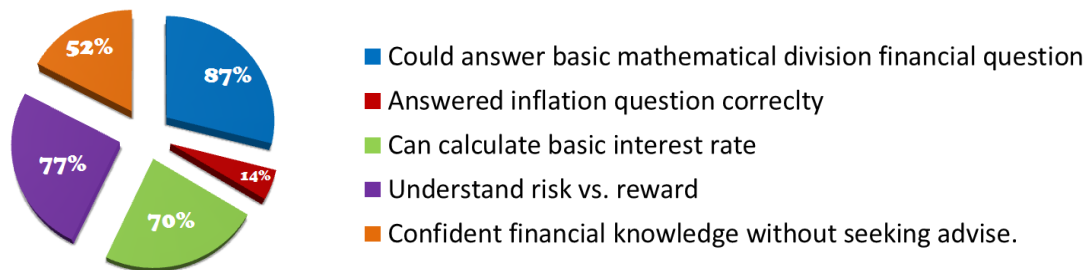 52%
87%
77%
14%
70%
Could answer basic mathematical division financial question
Answered inflation question correclty
Can calculate basic interest rate
Understand risk vs. reward
Confident financial knowledge without seeking advise.